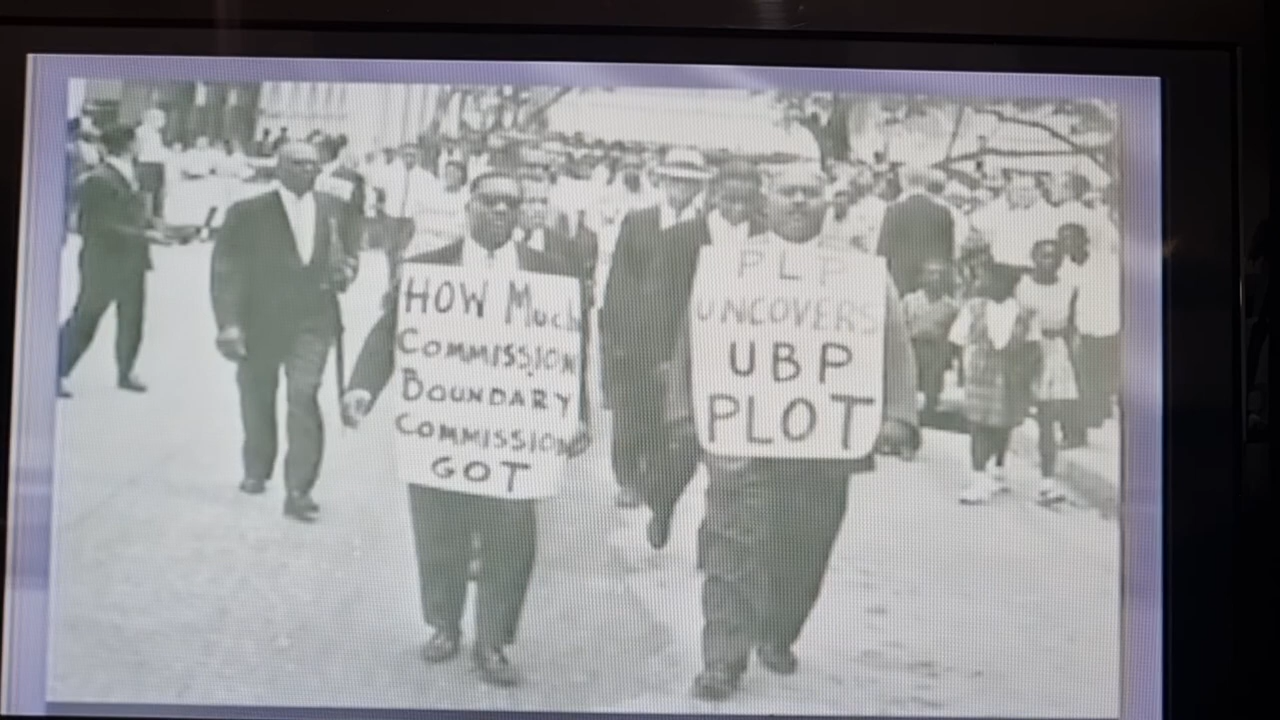 HOW Much
COMMISSION
BOUNDARY
COMMISSION
GOT
PLP
UNCOVERS
UBP
PLOT